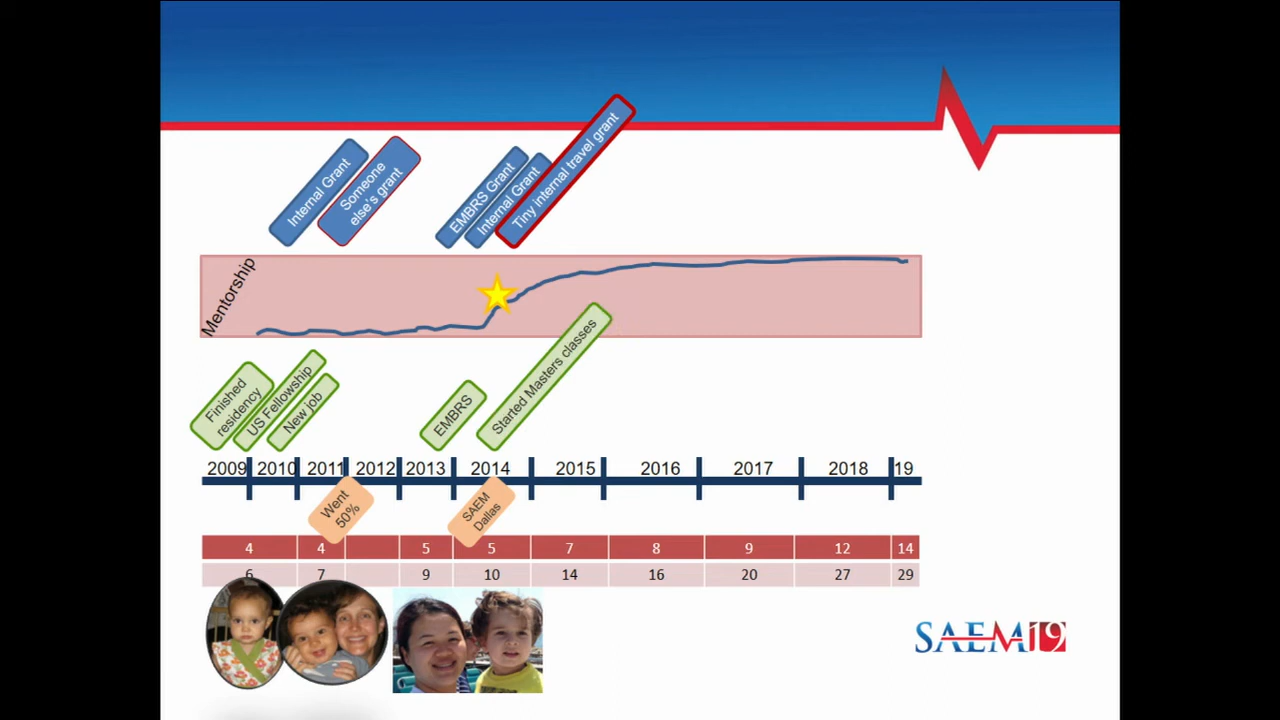 Internal Grant
Someone
else's grant
EMBRS Grant
Internal Grant
Tiny internal travel grant
Mentorship
Finished
residency
US Fellowship
New job
EMBRS
Started Masters classes
2009 2010 2011 2012 2013 2014 2015 2016 2017 2018 19
Went
50%
SAEM
Dallas
4 4 5 5 7 8 9 12 14
6 7 9 10 14 16 20 27 29
SAEM19